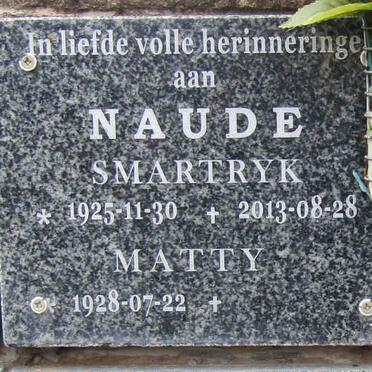 In liefde volle herinneringe
aan
NAUDE
SMARTRYK
* 1925-11-30 ✝ 2013-08-28
MATTY
* 1928-07-22 ✝